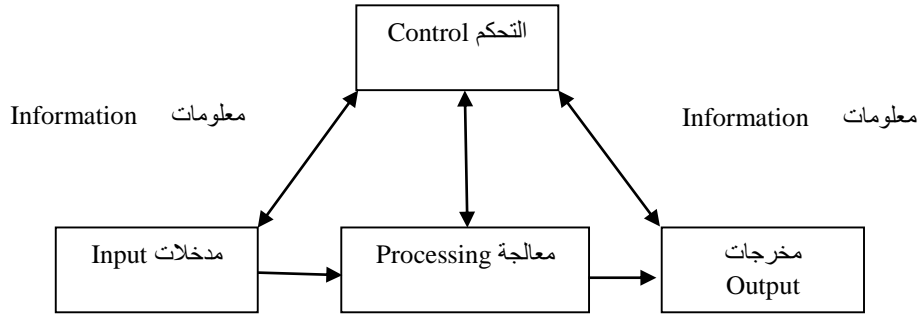 التحكم Control
معلومات Information
معلومات Information
مدخلات Input
معالجة Processing
مخرجات
Output